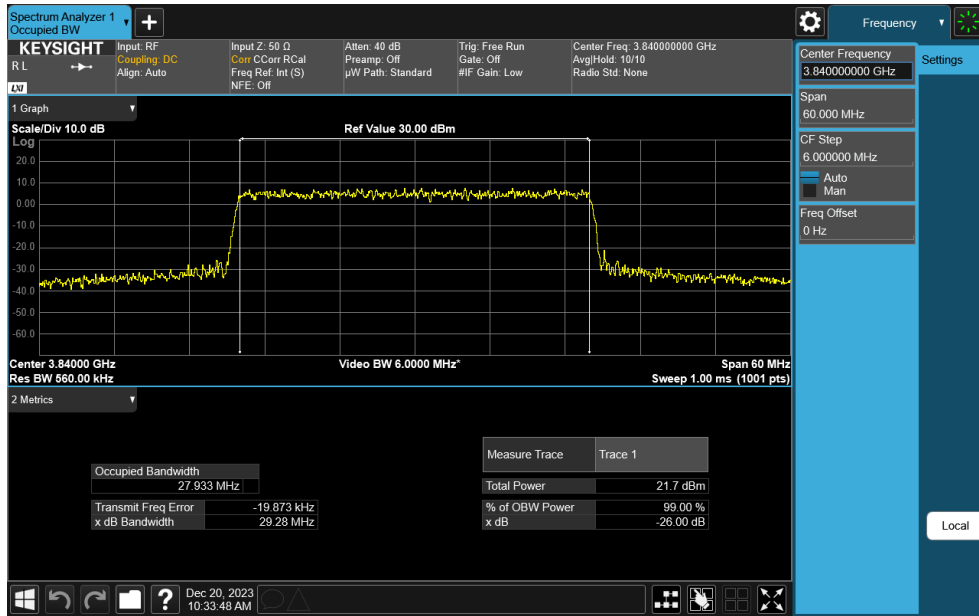 Spectrum Analyzer 1
Occupied BW
Frequency
KEYSIGHT
R L
LXI
Input: RF
Coupling: DC
Align: Auto
Input Z: 50 Ω
Corr CCorr RCal
Freq Ref: Int (S)
NFE: Off
Atten: 40 dB
Preamp: Off
µW Path: Standard
Trig: Free Run
Gate: Off
#IF Gain: Low
Center Freq: 3.840000000 GHz
Avg|Hold: 10/10
Radio Std: None
Center Frequency
3.840000000 GHz
Settings
Span
60.000 MHz
CF Step
6.000000 MHz
Auto
Man
Freq Offset
0 Hz
Local
1 Graph
Scale/Div 10.0 dB
Ref Value 30.00 dBm
Log
20.0
10.0
0.00
-10.0
-20.0
-30.0
-40.0
-50.0
-60.0
Center 3.84000 GHz
Video BW 6.0000 MHz*
Span 60 MHz
Res BW 560.00 kHz
Sweep 1.00 ms (1001 pts)
2 Metrics
Measure Trace Trace 1
Occupied Bandwidth
27.933 MHz
Total Power 21.7 dBm
Transmit Freq Error -19.873 kHz
% of OBW Power 99.00 %
x dB Bandwidth 29.28 MHz
x dB -26.00 dB
?
Dec 20, 2023
10:33:48 AM